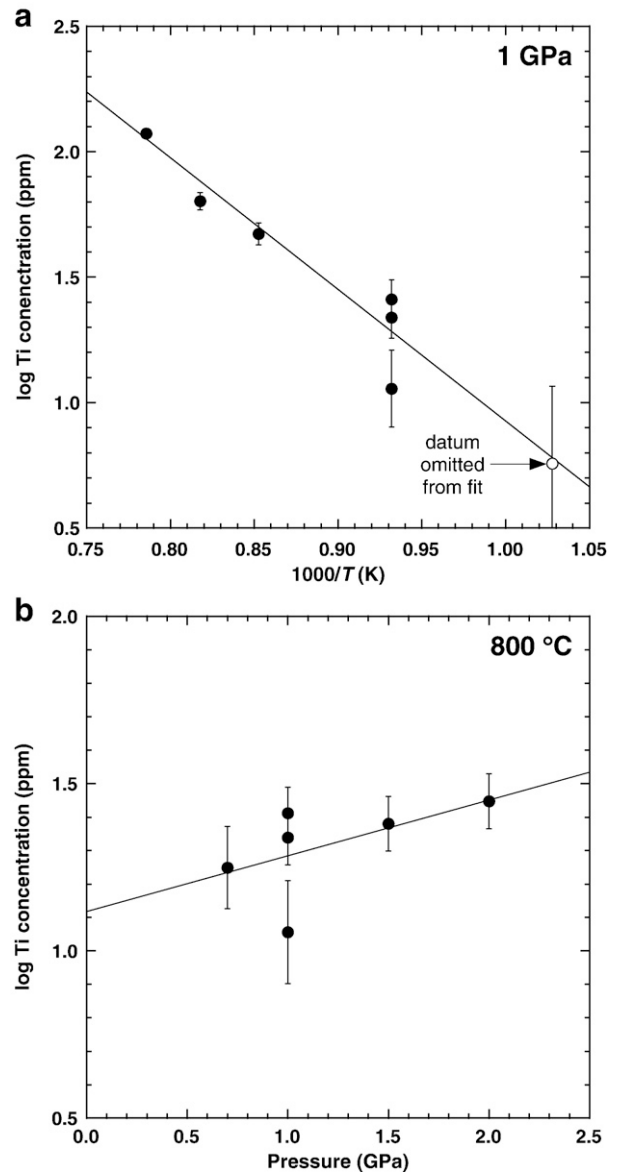 a
2.5
1 GPa
2.0
1.5
1.0
0.5
log Ti conenctration (ppm)
datum
omitted
from fit
0.75 0.80 0.85 0.90 0.95 1.00 1.05
1000/T (K)
b
2.0
800 °C
1.5
1.0
0.5
log Ti concentration (ppm)
0.0 0.5 1.0 1.5 2.0 2.5
Pressure (GPa)